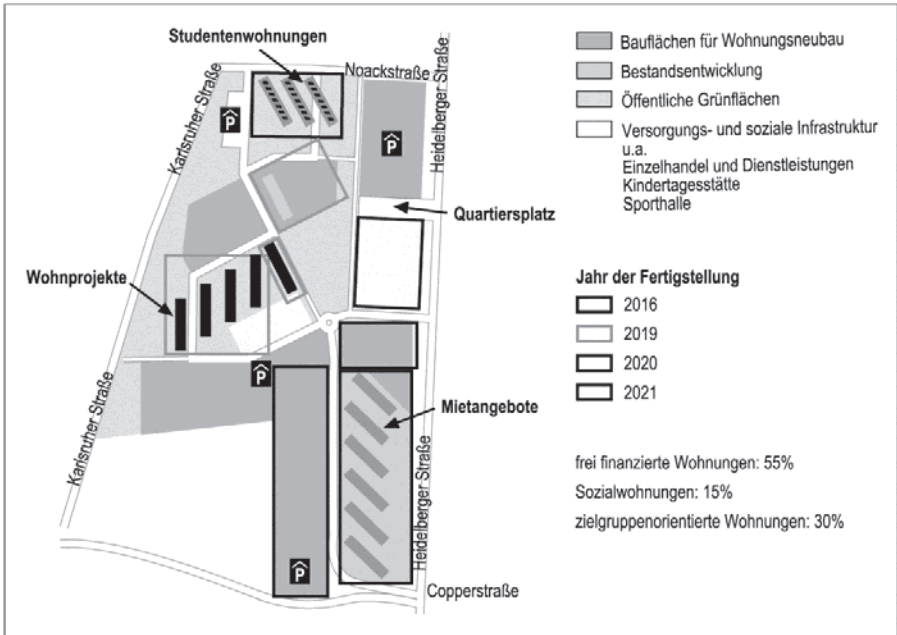 Studentenwohnungen
Noackstraße
Karlsruher Straße
Heidelberger Straße
P
P
Quartiersplatz
Wohnprojekte
P
Mietangebote
Karlsruher Straße
Heidelberger Straße
P
Copperstraße
Bauflächen für Wohnungsneubau
Bestandsentwicklung
Öffentliche Grünflächen
Versorgungs- und soziale Infrastruktur
u.a.
Einzelhandel und Dienstleistungen
Kindertagesstätte
Sporthalle
Jahr der Fertigstellung
2016
2019
2020
2021
frei finanzierte Wohnungen: 55%
Sozialwohnungen: 15%
zielgruppenorientierte Wohnungen: 30%